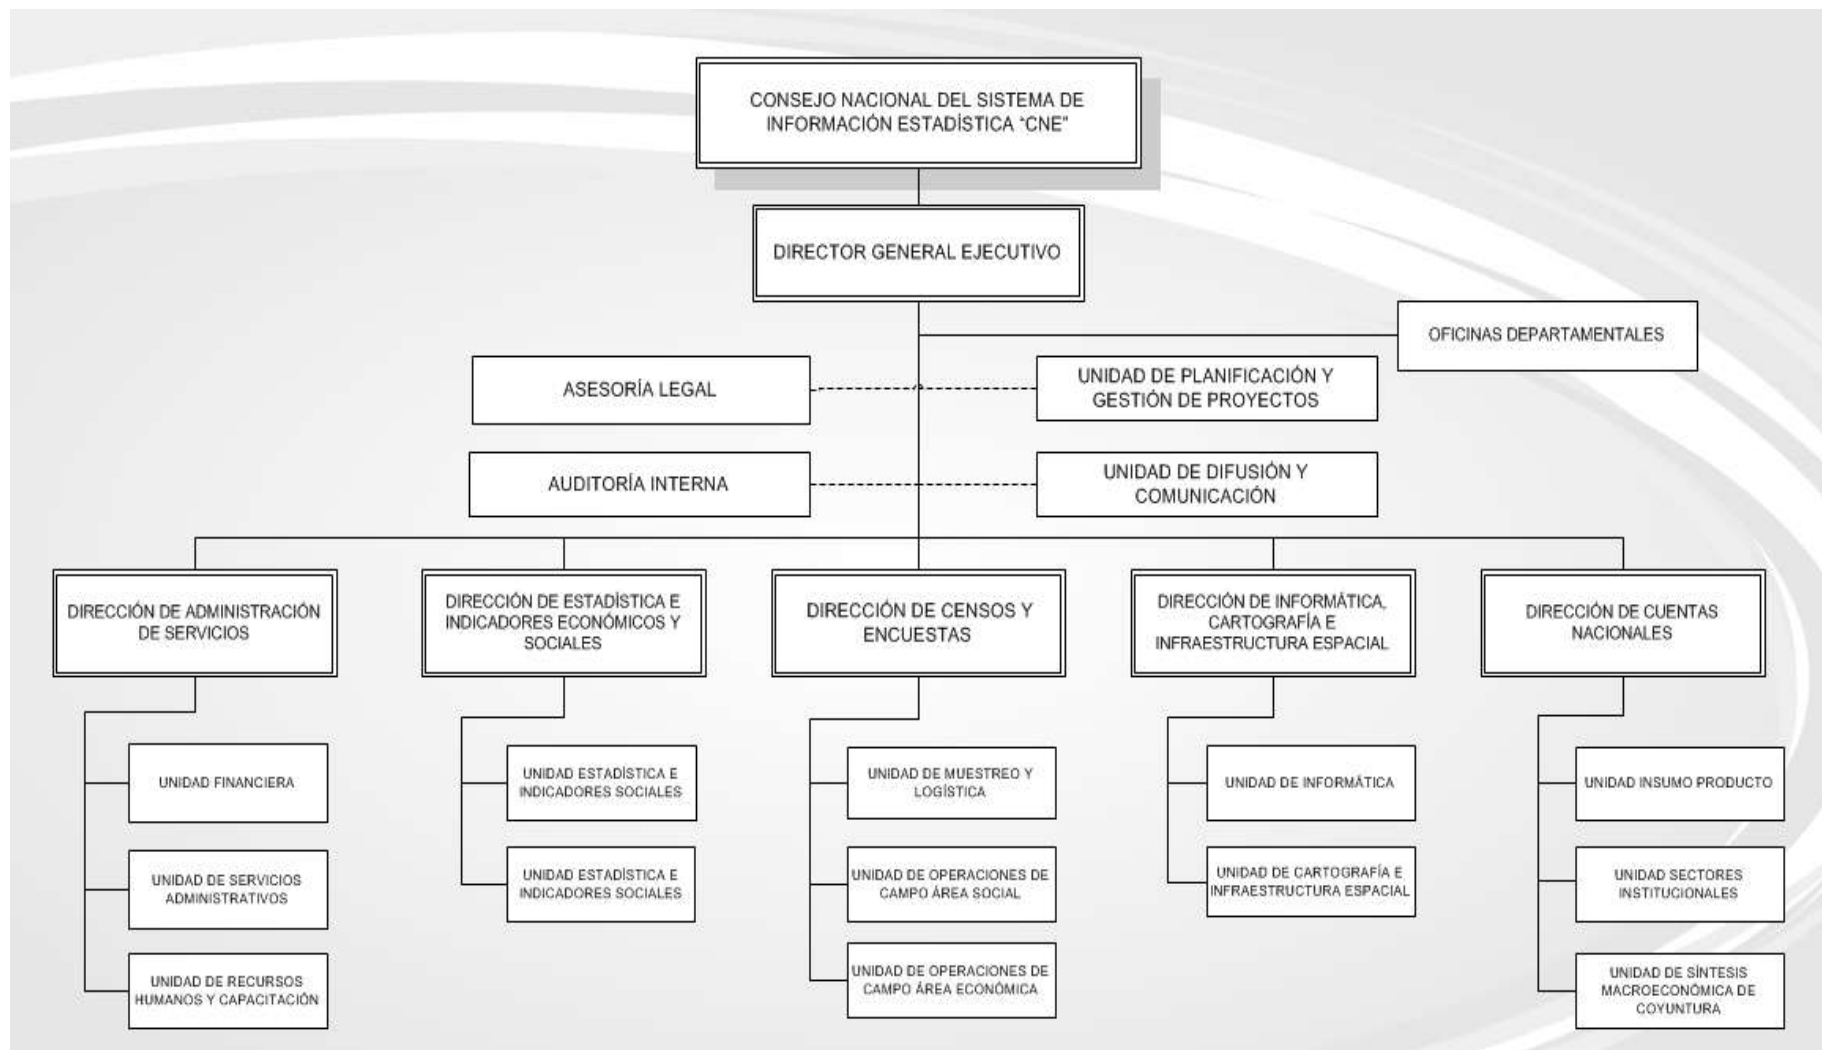 CONSEJO NACIONAL DEL SISTEMA DE
INFORMACIÓN ESTADÍSTICA “CNE”
DIRECTOR GENERAL EJECUTIVO
OFICINAS DEPARTAMENTALES
ASESORÍA LEGAL
UNIDAD DE PLANIFICACIÓN Y
GESTIÓN DE PROYECTOS
AUDITORÍA INTERNA
UNIDAD DE DIFUSIÓN Y
COMUNICACIÓN
DIRECCIÓN DE ADMINISTRACIÓN
DE SERVICIOS
DIRECCIÓN DE ESTADÍSTICA E
INDICADORES ECONÓMICOS Y
SOCIALES
DIRECCIÓN DE CENSOS Y
ENCUESTAS
DIRECCIÓN DE INFORMÁTICA,
CARTOGRAFÍA E
INFRAESTRUCTURA ESPACIAL
DIRECCIÓN DE CUENTAS
NACIONALES
UNIDAD FINANCIERA
UNIDAD DE SERVICIOS
ADMINISTRATIVOS
UNIDAD DE RECURSOS
HUMANOS Y CAPACITACIÓN
UNIDAD ESTADÍSTICA E
INDICADORES SOCIALES
UNIDAD ESTADÍSTICA E
INDICADORES SOCIALES
UNIDAD DE MUESTREO Y
LOGÍSTICA
UNIDAD DE OPERACIONES DE
CAMPO ÁREA SOCIAL
UNIDAD DE OPERACIONES DE
CAMPO ÁREA ECONÓMICA
UNIDAD DE INFORMÁTICA
UNIDAD DE CARTOGRAFÍA E
INFRAESTRUCTURA ESPACIAL
UNIDAD INSUMO PRODUCTO
UNIDAD SECTORES
INSTITUCIONALES
UNIDAD DE SÍNTESIS
MACROECONÓMICA DE
COYUNTURA